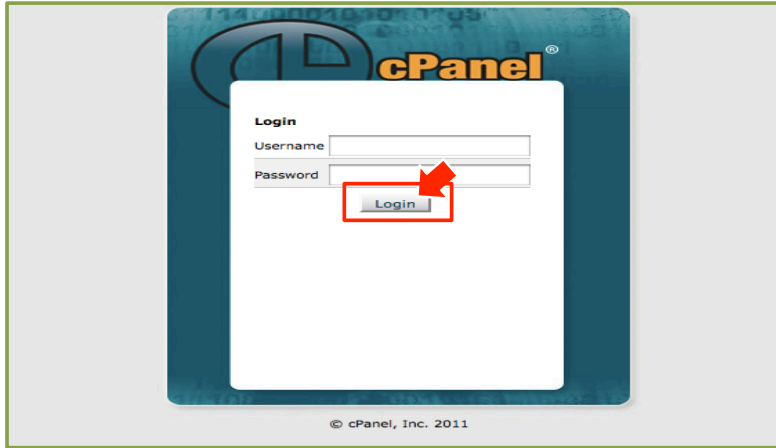 cPanel®
Login
Username
Password
Login
© cPanel, Inc. 2011